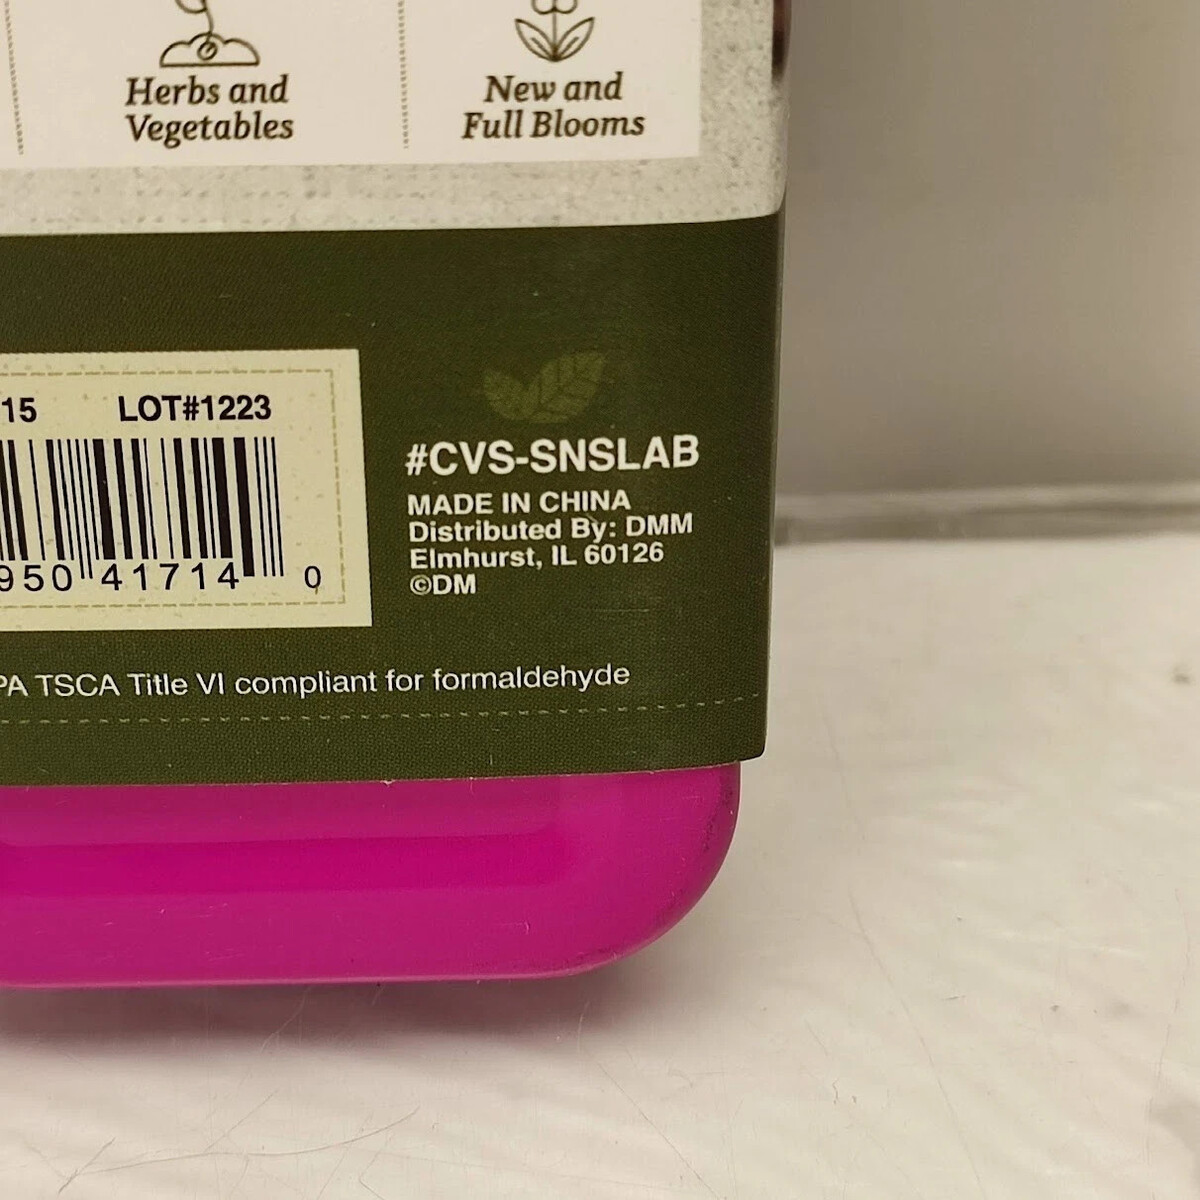 Herbs and
Vegetables
New and
Full Blooms
15 LOT#1223
950 41714 0
#CVS-SNSLAB
MADE IN CHINA
Distributed By: DMM
Elmhurst, IL 60126
©DM
PA TSCA Title VI compliant for formaldehyde